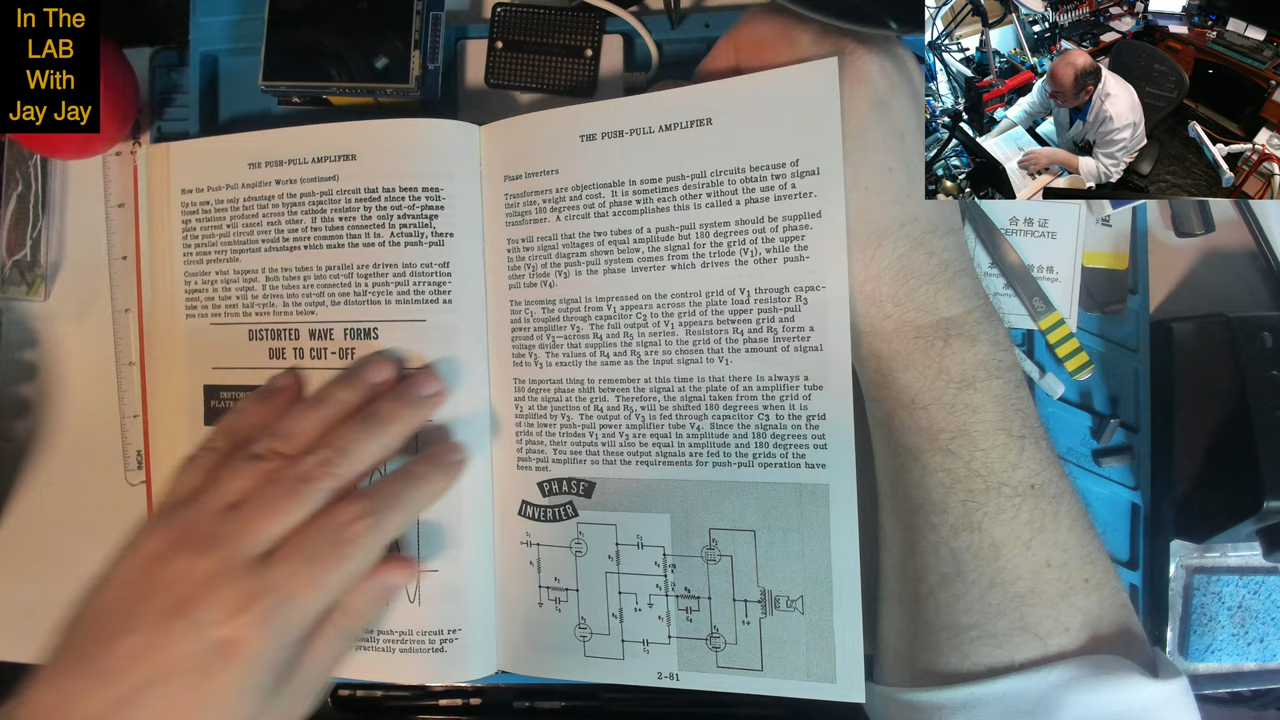 In The
LAB
With
Jay Jay
THE PUSH-PULL AMPLIFIER
How the Push-Pull Amplifier Works (continued)
Up to now, the only advantage of the push-pull circuit that has been men-
tioned has been the fact that no bypass capacitor is needed since the volt-
age variations produced across the cathode resistor by the out-of-phase
plate current will cancel each other. If this were the only advantage
of the push-pull circuit over the use of two tubes connected in parallel,
the parallel combination would be more common than it is. Actually, there
are some very important advantages which make the use of the push-pull
circuit preferable.
Consider what happens if the two tubes in parallel are driven into cut-off
by a large signal input. Both tubes go into cut-off together and distortion
appears in the output. If the tubes are connected in a push-pull arrange-
ment, one tube will be driven into cut-off on one half-cycle and the other
tube on the next half-cycle. In the output, the distortion is minimized as
you can see from the wave forms below.
DISTORTED WAVE FORMS
DUE TO CUT-OFF
the push-pull circuit re-
nally overdriven to pro-
practically undistorted.
THE PUSH-PULL AMPLIFIER
Phase Inverters
Transformers are objectionable in some push-pull circuits because of
their size, weight and cost. It is sometimes desirable to obtain two signal
voltages 180 degrees out of phase with each other without the use of a
transformer. A circuit that accomplishes this is called a phase inverter.
You will recall that the two tubes of a push-pull system should be supplied
with two signal voltages of equal amplitude but 180 degrees out of phase.
In the circuit diagram shown below, the signal for the grid of the upper
tube (V2) of the push-pull system comes from the triode (V1), while the
other triode (V3) is the phase inverter which drives the other push-
pull tube (V4).
The incoming signal is impressed on the control grid of V1 through capac-
itor C1. The output from V1 appears across the plate load resistor R3
and is coupled through capacitor C2 to the grid of the upper push-pull
power amplifier V2. The full output of V1 appears between grid and
ground of V2—across R4 and R5 in series. Resistors R4 and R5 form a
voltage divider that supplies the signal to the grid of the phase inverter
tube V3. The values of R4 and R5 are so chosen that the amount of signal
fed to V3 is exactly the same as the input signal to V1.
The important thing to remember at this time is that there is always a
180 degree phase shift between the signal at the plate of an amplifier tube
and the signal at the grid. Therefore, the signal taken from the grid of
V2 at the junction of R4 and R5, will be shifted 180 degrees when it is
amplified by V3. The output of V3 is fed through capacitor C3 to the grid
of the lower push-pull power amplifier tube V4. Since the signals on the
grids of the triodes V1 and V3 are equal in amplitude and 180 degrees out
of phase, their outputs will also be equal in amplitude and 180 degrees out
of phase. You see that these output signals are fed to the grids of the
push-pull amplifier so that the requirements for push-pull operation have
been met.
PHASE
INVERTER
2-81
合格证
CERTIFICATE
INCH